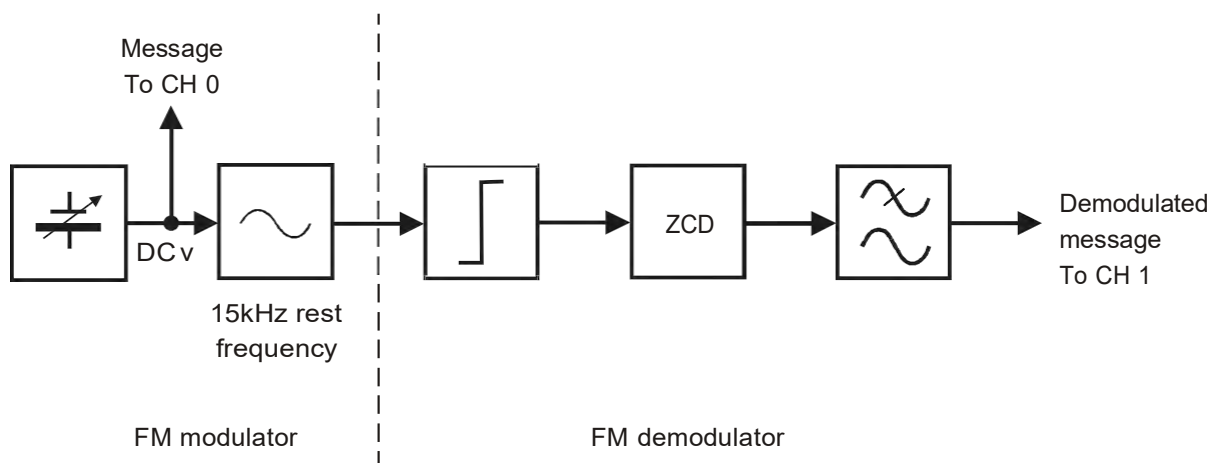 Message
To CH 0
DC v
15kHz rest
frequency
ZCD
Demodulated
message
To CH 1
FM modulator
FM demodulator